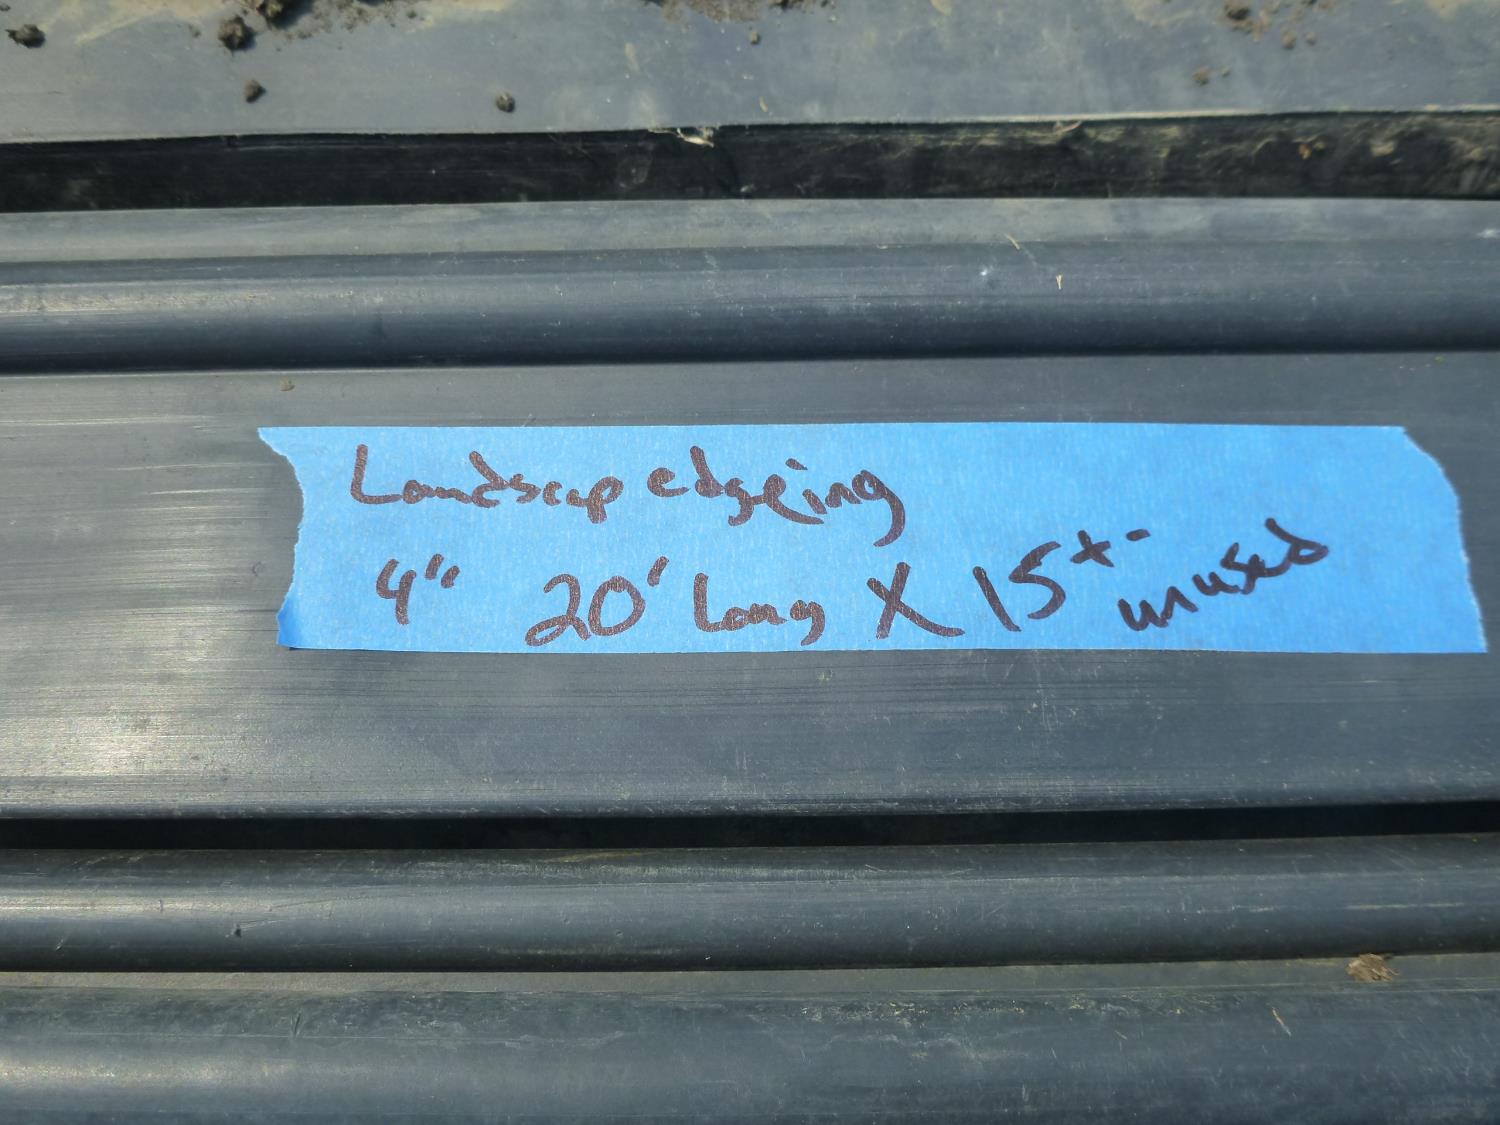 Landscap edgeing
4" 20' Long X 15 +- unused